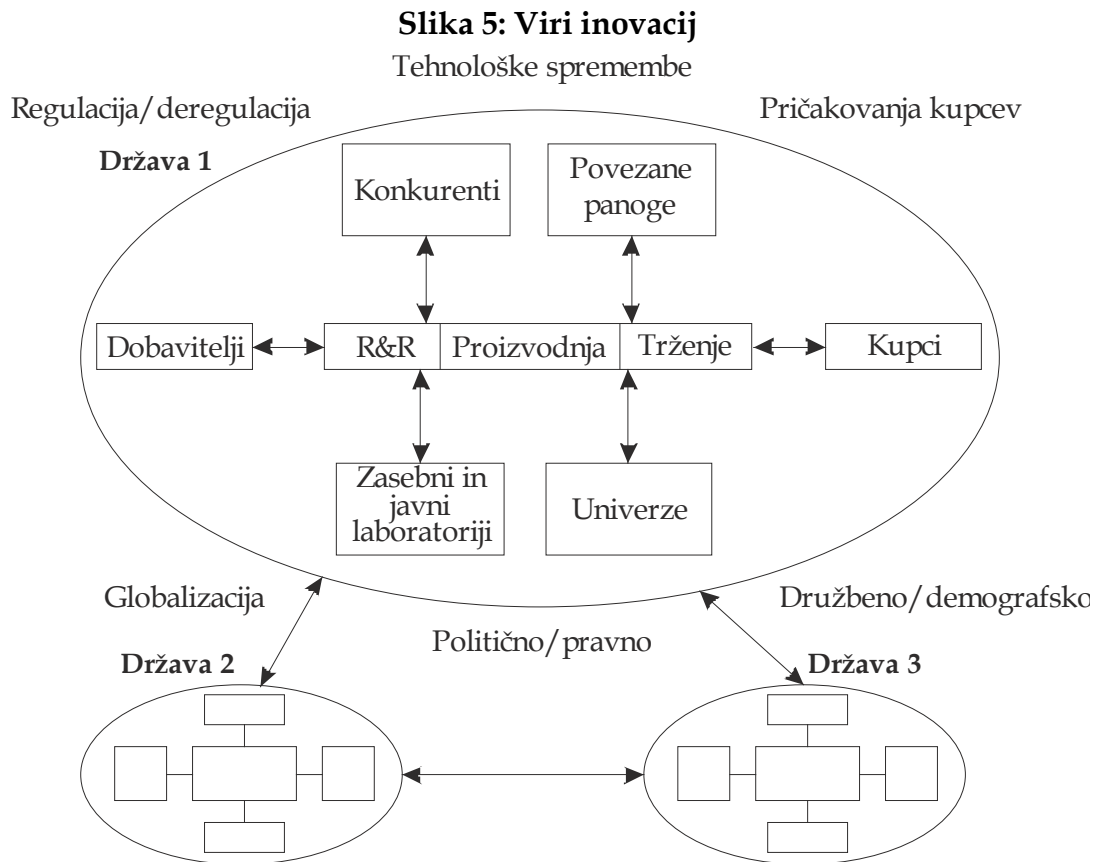 Slika 5: Viri inovacij
Tehnološke spremembe
Regulacija/deregulacija
Pričakovanja kupcev
Država 1
Konkurenti
Povezane
panoge
Dobavitelji
R&R
Proizvodnja
Trženje
Kupci
Zasebni in
javni
laboratoriji
Univerze
Globalizacija
Družbeno/demografsko
Politično/pravno
Država 2
Država 3